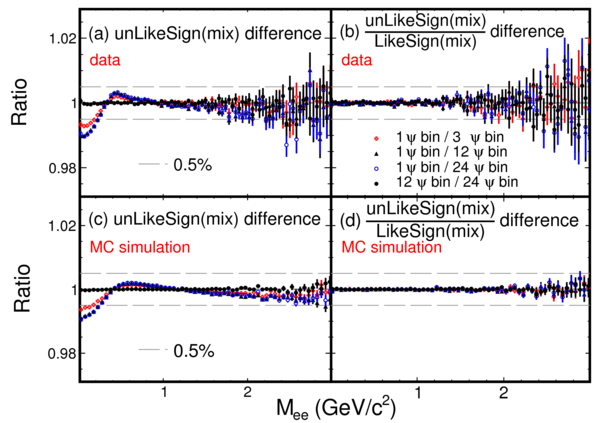 (a) unLikeSign(mix) difference
data
0.5%
(b) unLikeSign(mix)
LikeSign(mix) difference
data
1 ψ bin / 3 ψ bin
1 ψ bin / 12 ψ bin
1 ψ bin / 24 ψ bin
12 ψ bin / 24 ψ bin
1.02
1
0.98
Ratio
(c) unLikeSign(mix) difference
MC simulation
0.5%
(d) unLikeSign(mix)
LikeSign(mix) difference
MC simulation
1.02
1
0.98
Ratio
1 2 1 2
Mee (GeV/c²)